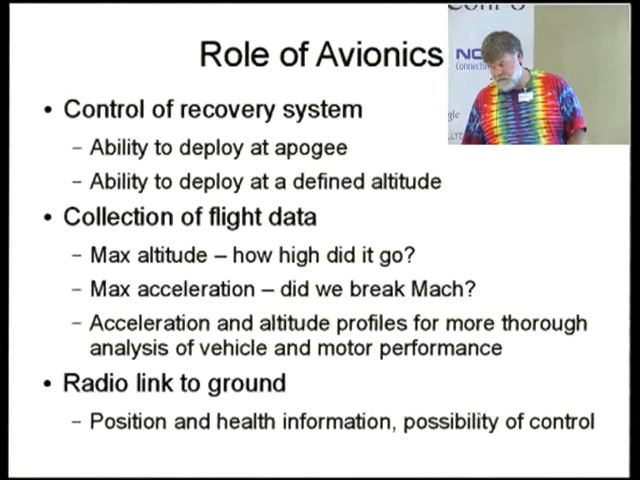 Role of Avionics
• Control of recovery system
– Ability to deploy at apogee
– Ability to deploy at a defined altitude
• Collection of flight data
– Max altitude – how high did it go?
– Max acceleration – did we break Mach?
– Acceleration and altitude profiles for more thorough
analysis of vehicle and motor performance
• Radio link to ground
– Position and health information, possibility of control
Connecting
gle